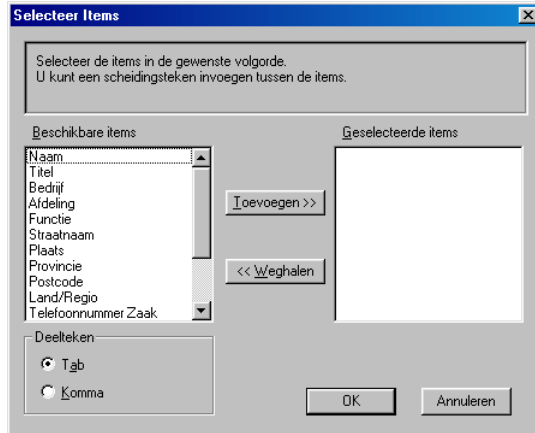 Selecteer Items
Selecteer de items in de gewenste volgorde.
U kunt een scheidingsteken invoegen tussen de items.
Beschikbare items
Geselecteerde items
Naam
Titel
Bedrijf
Afdeling
Functie
Straatnaam
Plaats
Provincie
Postcode
Land/Regio
Telefoonnummer Zaak
Toevoegen >>
<< Weghalen
Deelteken
Tab
Komma
OK
Annuleren